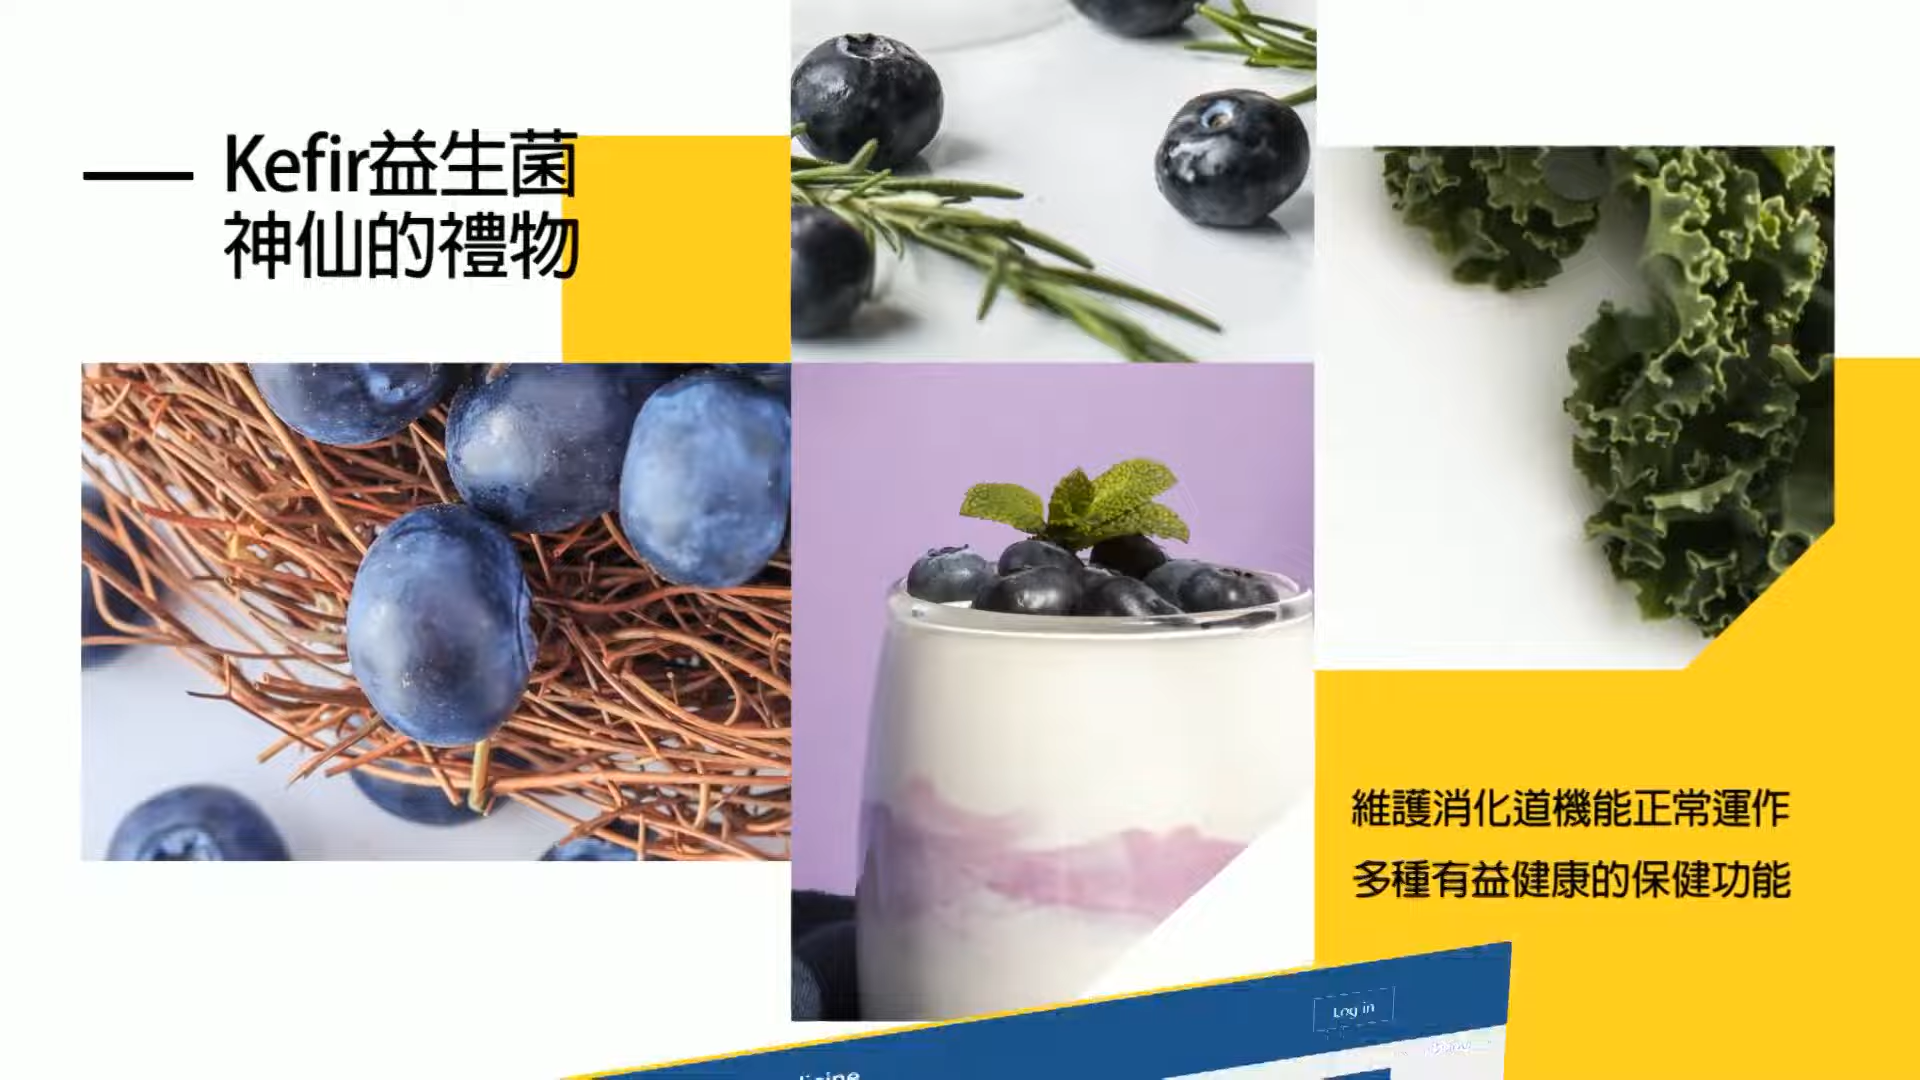 Kefir益生菌
神仙的禮物
維護消化道機能正常運作
多種有益健康的保健功能
Log in